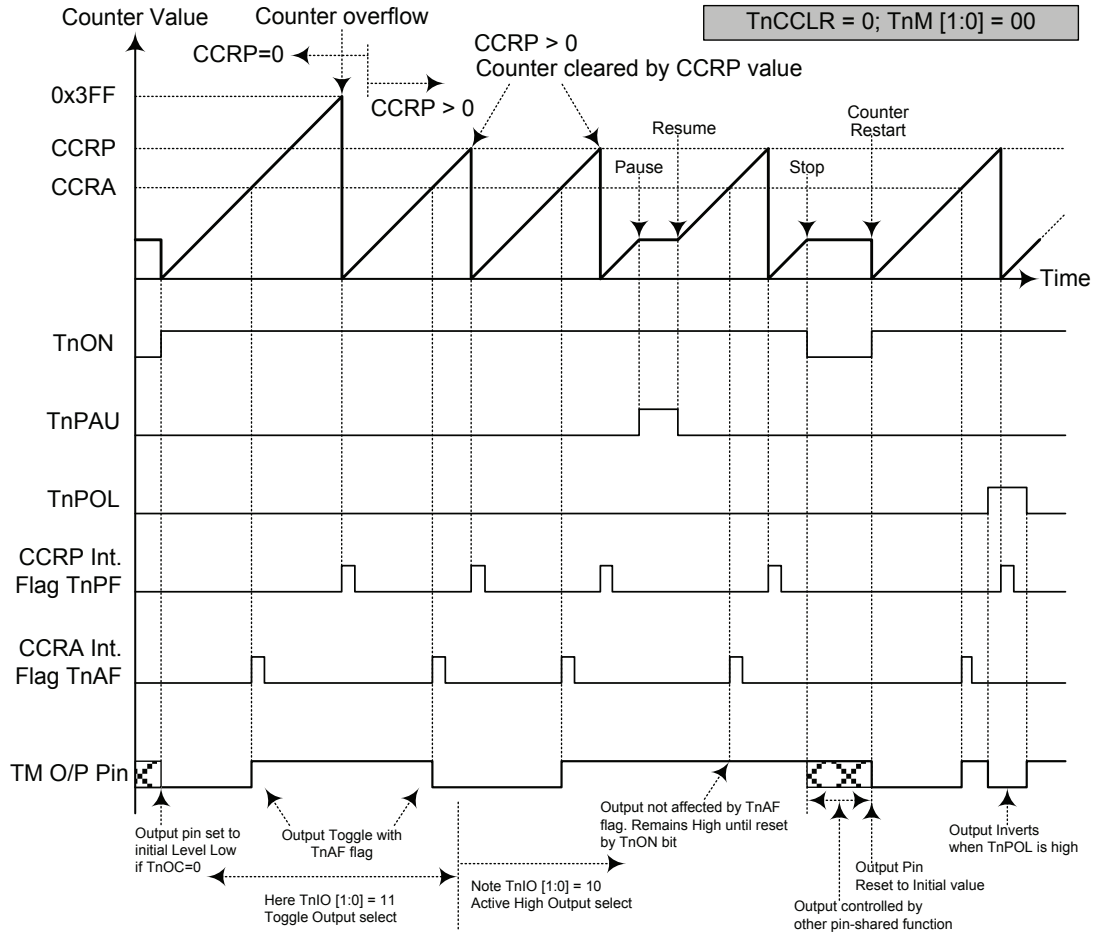 Counter Value
Counter overflow
TnCCLR = 0; TnM [1:0] = 00
CCRP=0
CCRP > 0
CCRP > 0
Counter cleared by CCRP value
0x3FF
CCRP
CCRA
Pause
Resume
Stop
Counter
Restart
Time
TnON
TnPAU
TnPOL
CCRP Int.
Flag TnPF
CCRA Int.
Flag TnAF
TM O/P Pin
Output pin set to
initial Level Low
if TnOC=0
Output Toggle with
TnAF flag
Here TnIO [1:0] = 11
Toggle Output select
Note TnIO [1:0] = 10
Active High Output select
Output not affected by TnAF
flag. Remains High until reset
by TnON bit
Output controlled by
other pin-shared function
Output Pin
Reset to Initial value
Output Inverts
when TnPOL is high